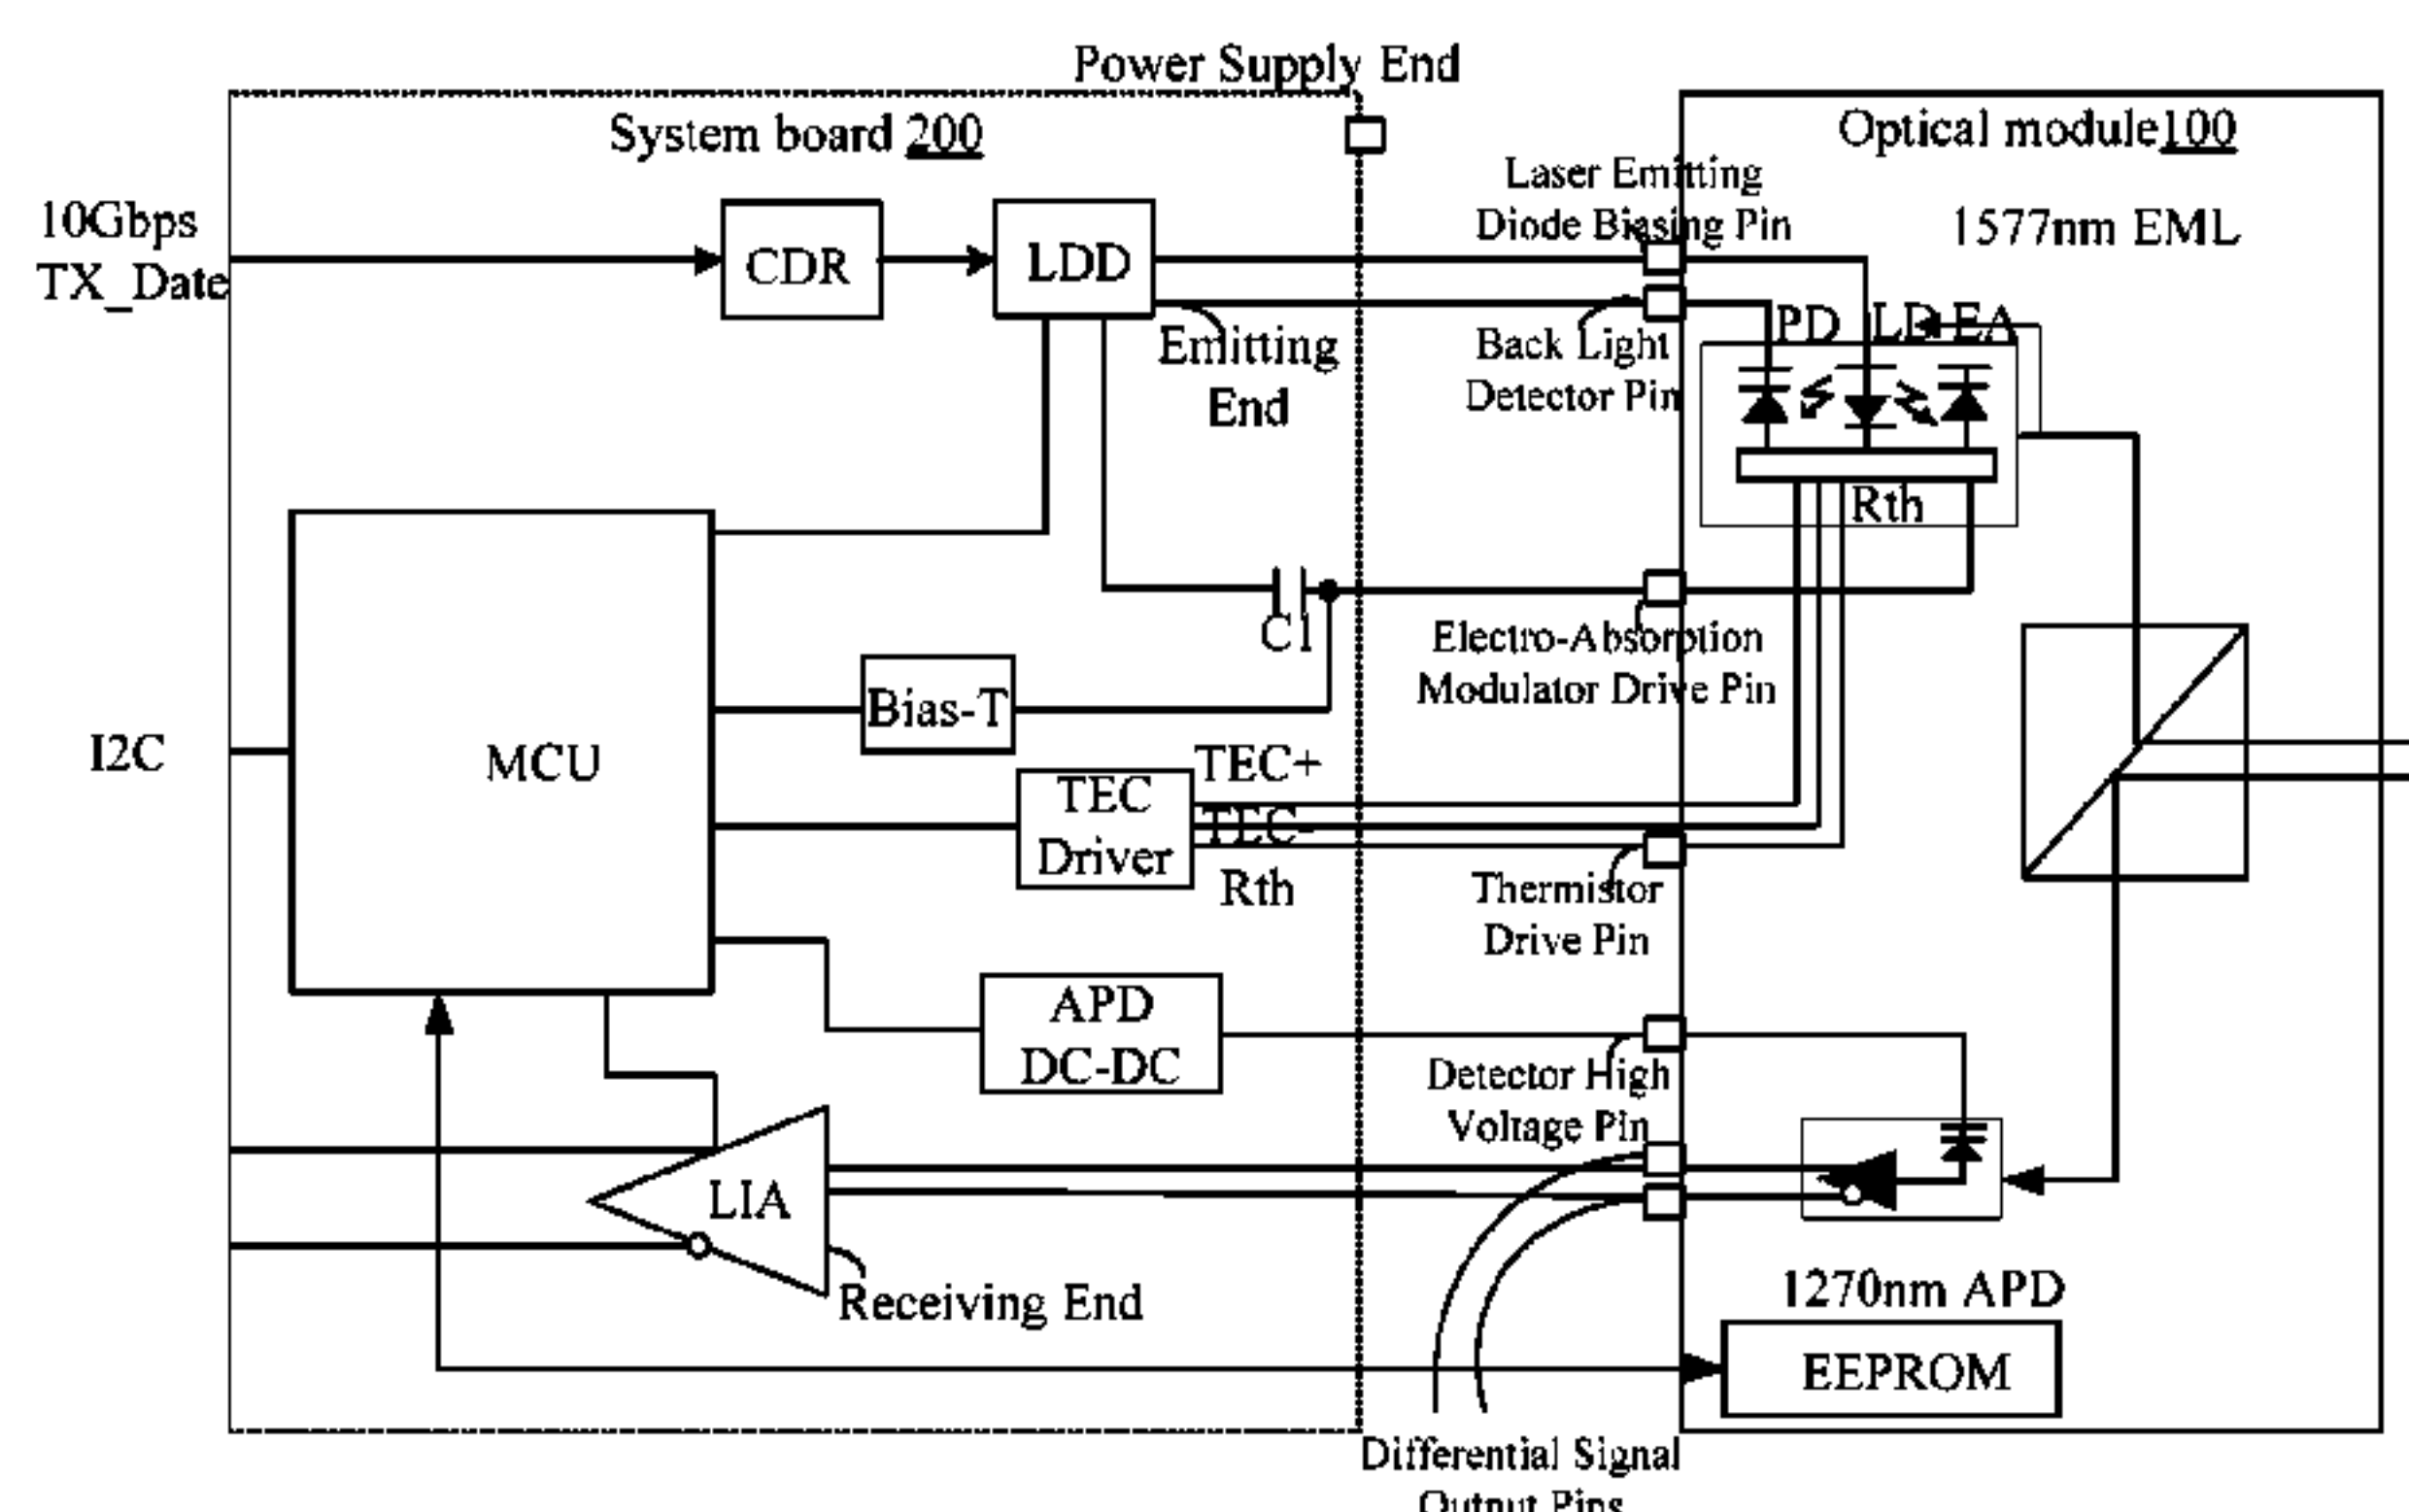 Power Supply End
System board 200
Optical module100
Laser Emitting
Diode Biasing Pin
1577nm EML
10Gbps
TX_Date
CDR
LDD
PD LD EA
Emitting
End
Back Light
Detector Pin
Rth
C1
Electro-Absorption
Modulator Drive Pin
Bias-T
I2C
MCU
TEC+
TEC
Driver
TEC-
Rth
Thermistor
Drive Pin
APD
DC-DC
Detector High
Voltage Pin
LIA
Receiving End
1270nm APD
EEPROM
Differential Signal
Output Pins